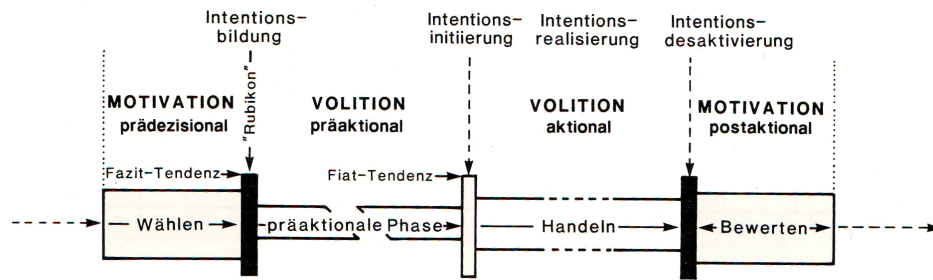 Intentions-
bildung
Intentions-
initiierung
Intentions-
realisierung
Intentions-
desaktivierung
"Rubikon"
MOTIVATION
prädezisional
VOLITION
präaktional
VOLITION
aktional
MOTIVATION
postaktional
Fazit-Tendenz
Fiat-Tendenz
Wählen
präaktionale Phase
Handeln
Bewerten